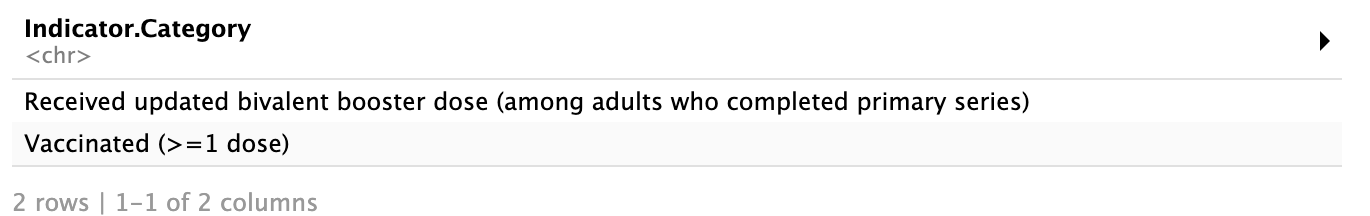 Indicator.Category
<chr>
Received updated bivalent booster dose (among adults who completed primary series)
Vaccinated (>=1 dose)
2 rows | 1-1 of 2 columns